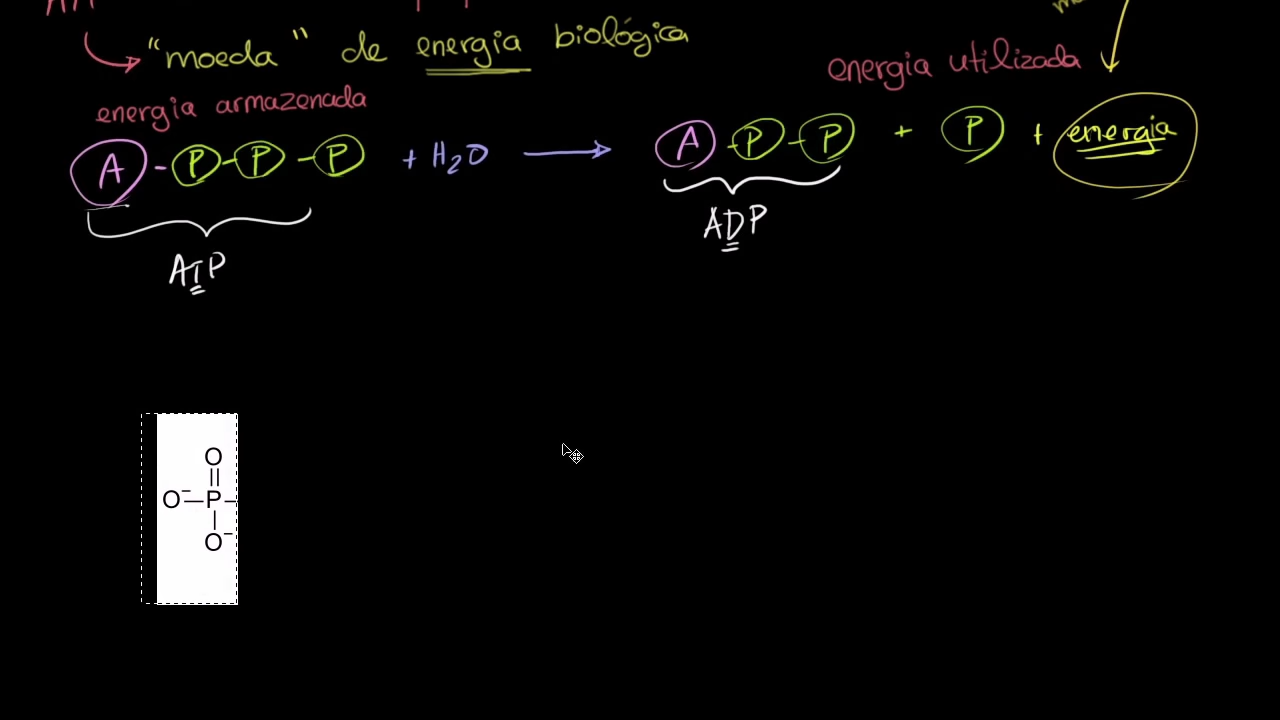 "moeda" de energia biológica
energia armazenada
energia utilizada
A - P - P - P + H₂O → A - P - P + P + energia
ATP
ADP
O
||
O⁻ — P —
|
O⁻